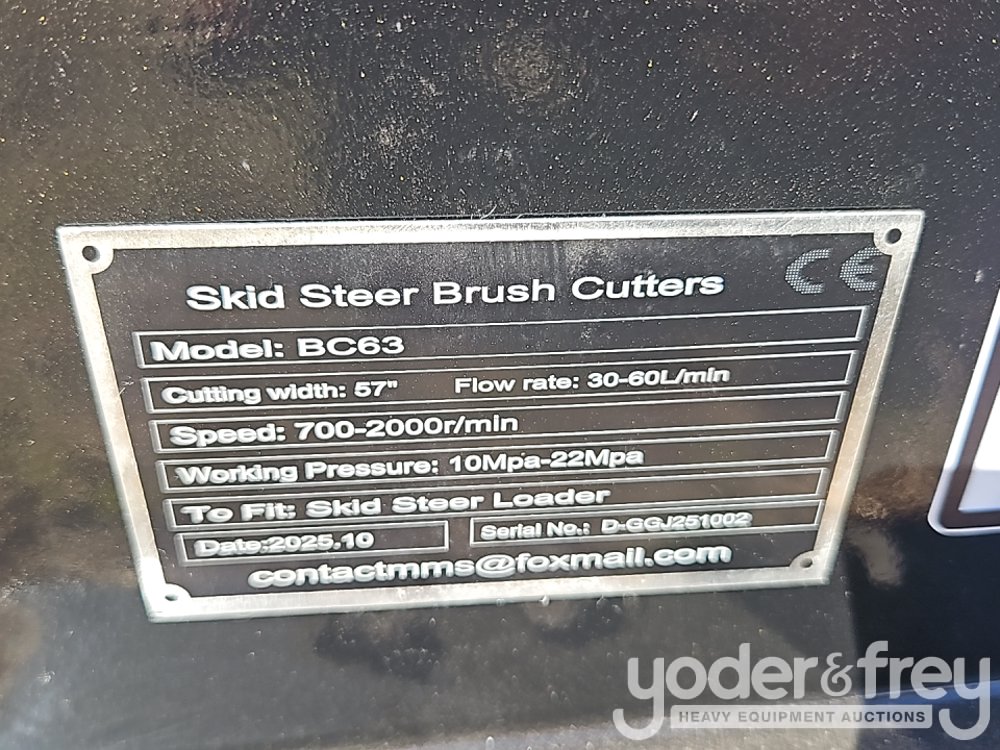 CE
Skid Steer Brush Cutters
Model: BC63
Cutting width: 57" Flow rate: 30-60L/min
Speed: 700-2000r/min
Working Pressure: 10Mpa-22Mpa
To Fit: Skid Steer Loader
Date:2025.10 Serial No.: D-GGJ251002
contactmms@foxmail.com
yoder&frey
HEAVY EQUIPMENT AUCTIONS